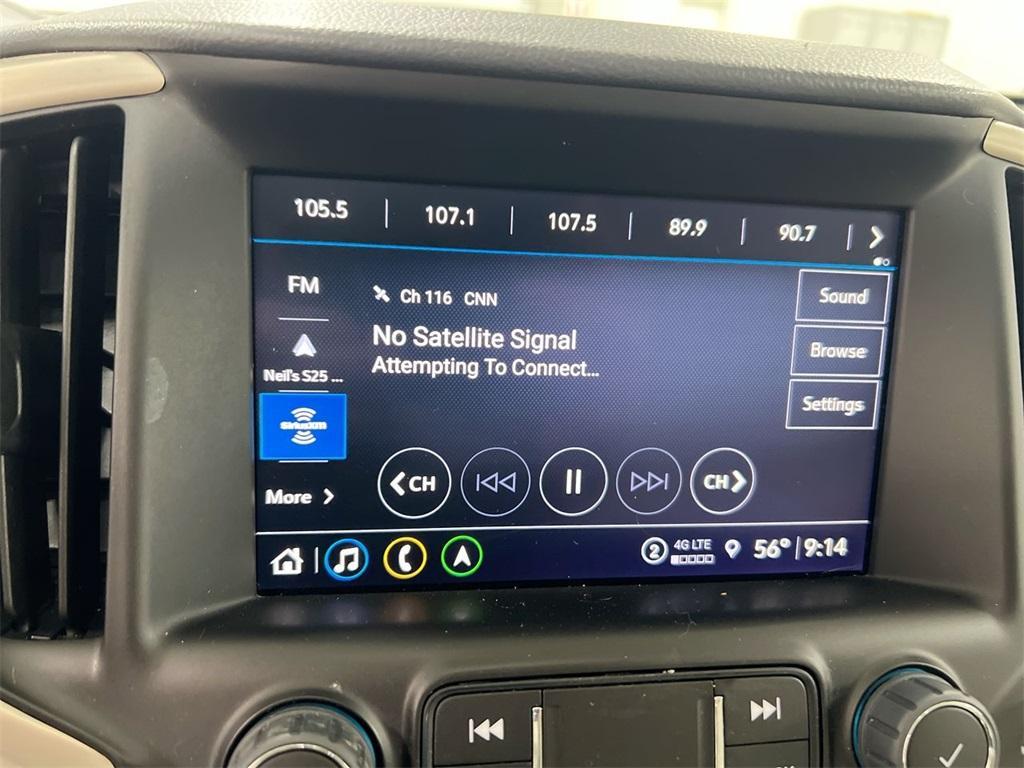 105.5 107.1 107.5 89.9 90.7
FM
Ch 116 CNN
Sound
No Satellite Signal
Attempting To Connect...
Browse
Neil's S25 ...
Settings
SiriusXM
CH CH
More
2 4G LTE 56° 9:14